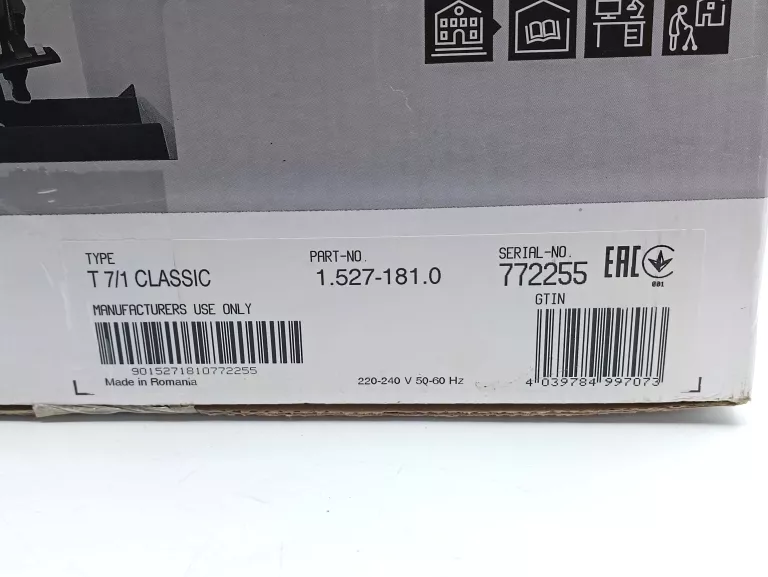 TYPE
T 7/1 CLASSIC
PART-NO.
1.527-181.0
SERIAL-NO.
772255
EAC
001
MANUFACTURERS USE ONLY
9015271810772255
Made in Romania
220-240 V 50-60 Hz
GTIN
4 039784 997073